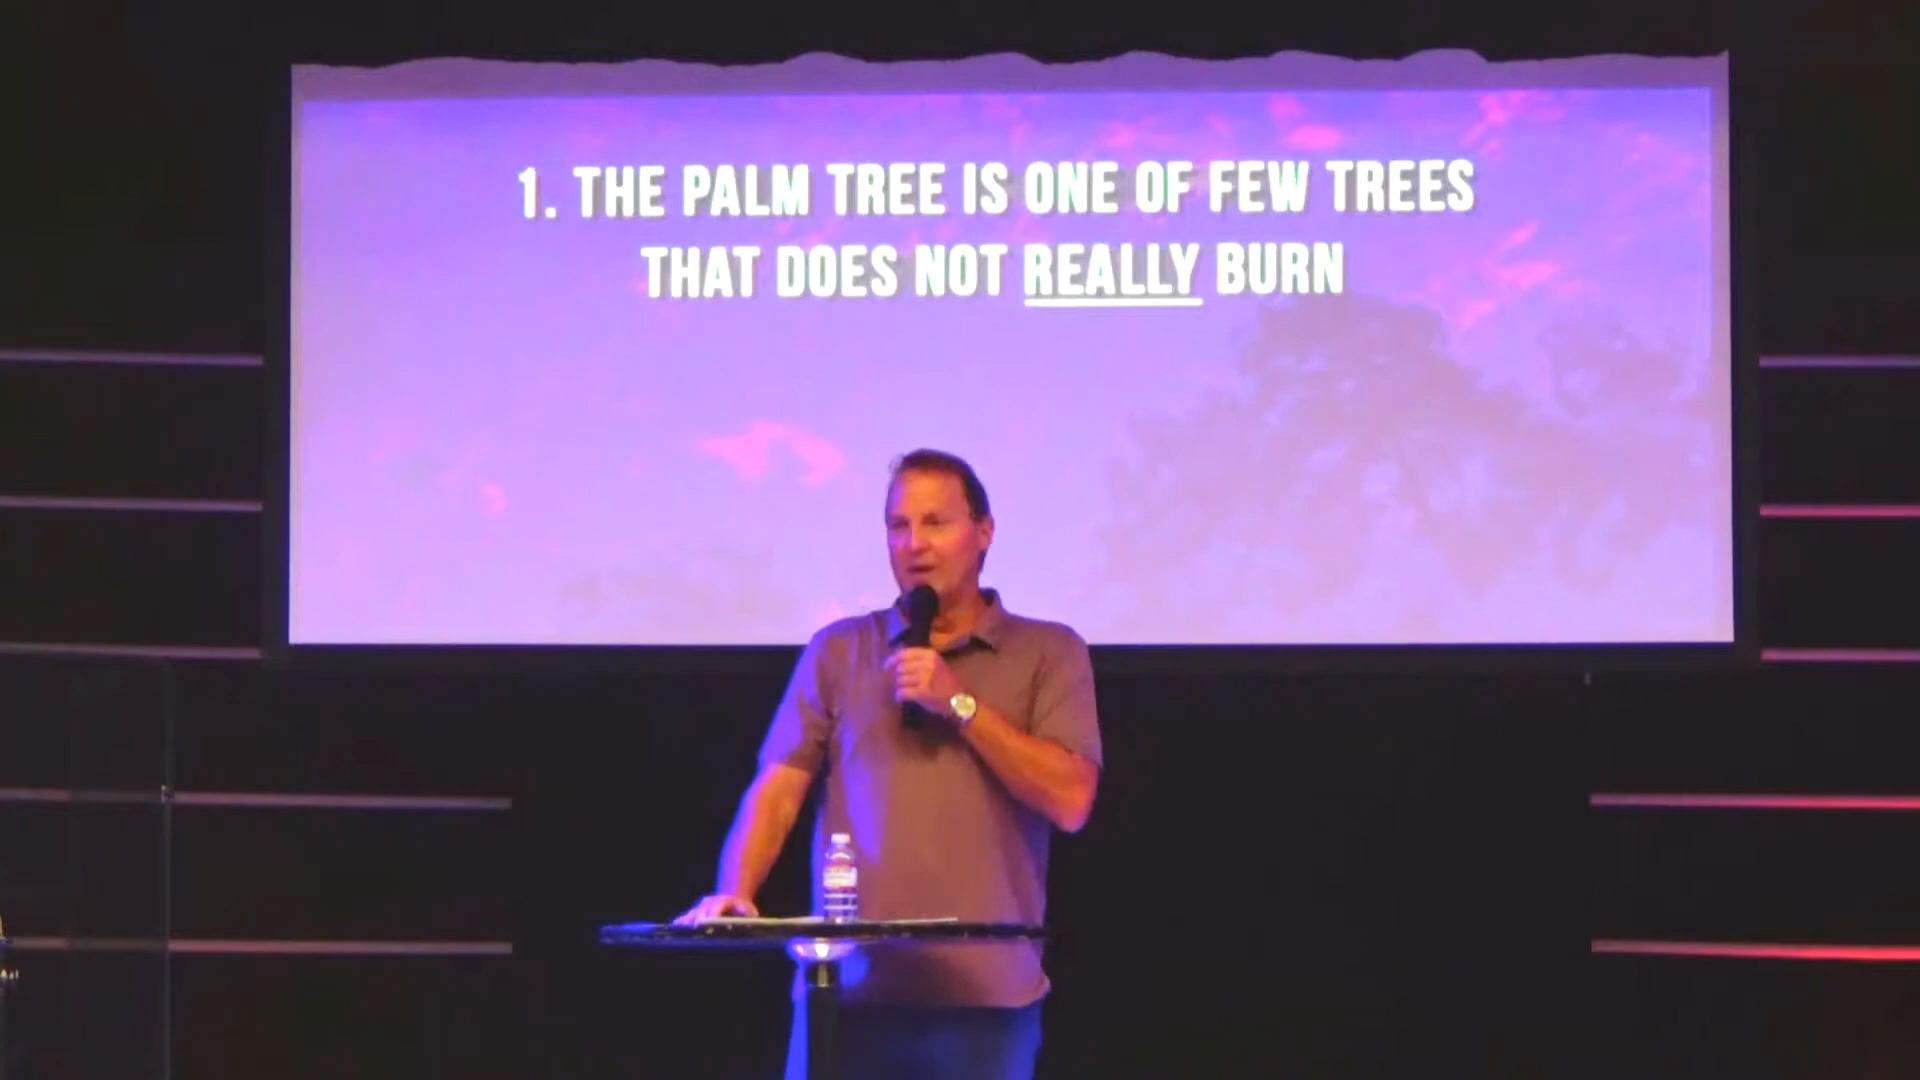 1. THE PALM TREE IS ONE OF FEW TREES
THAT DOES NOT REALLY BURN